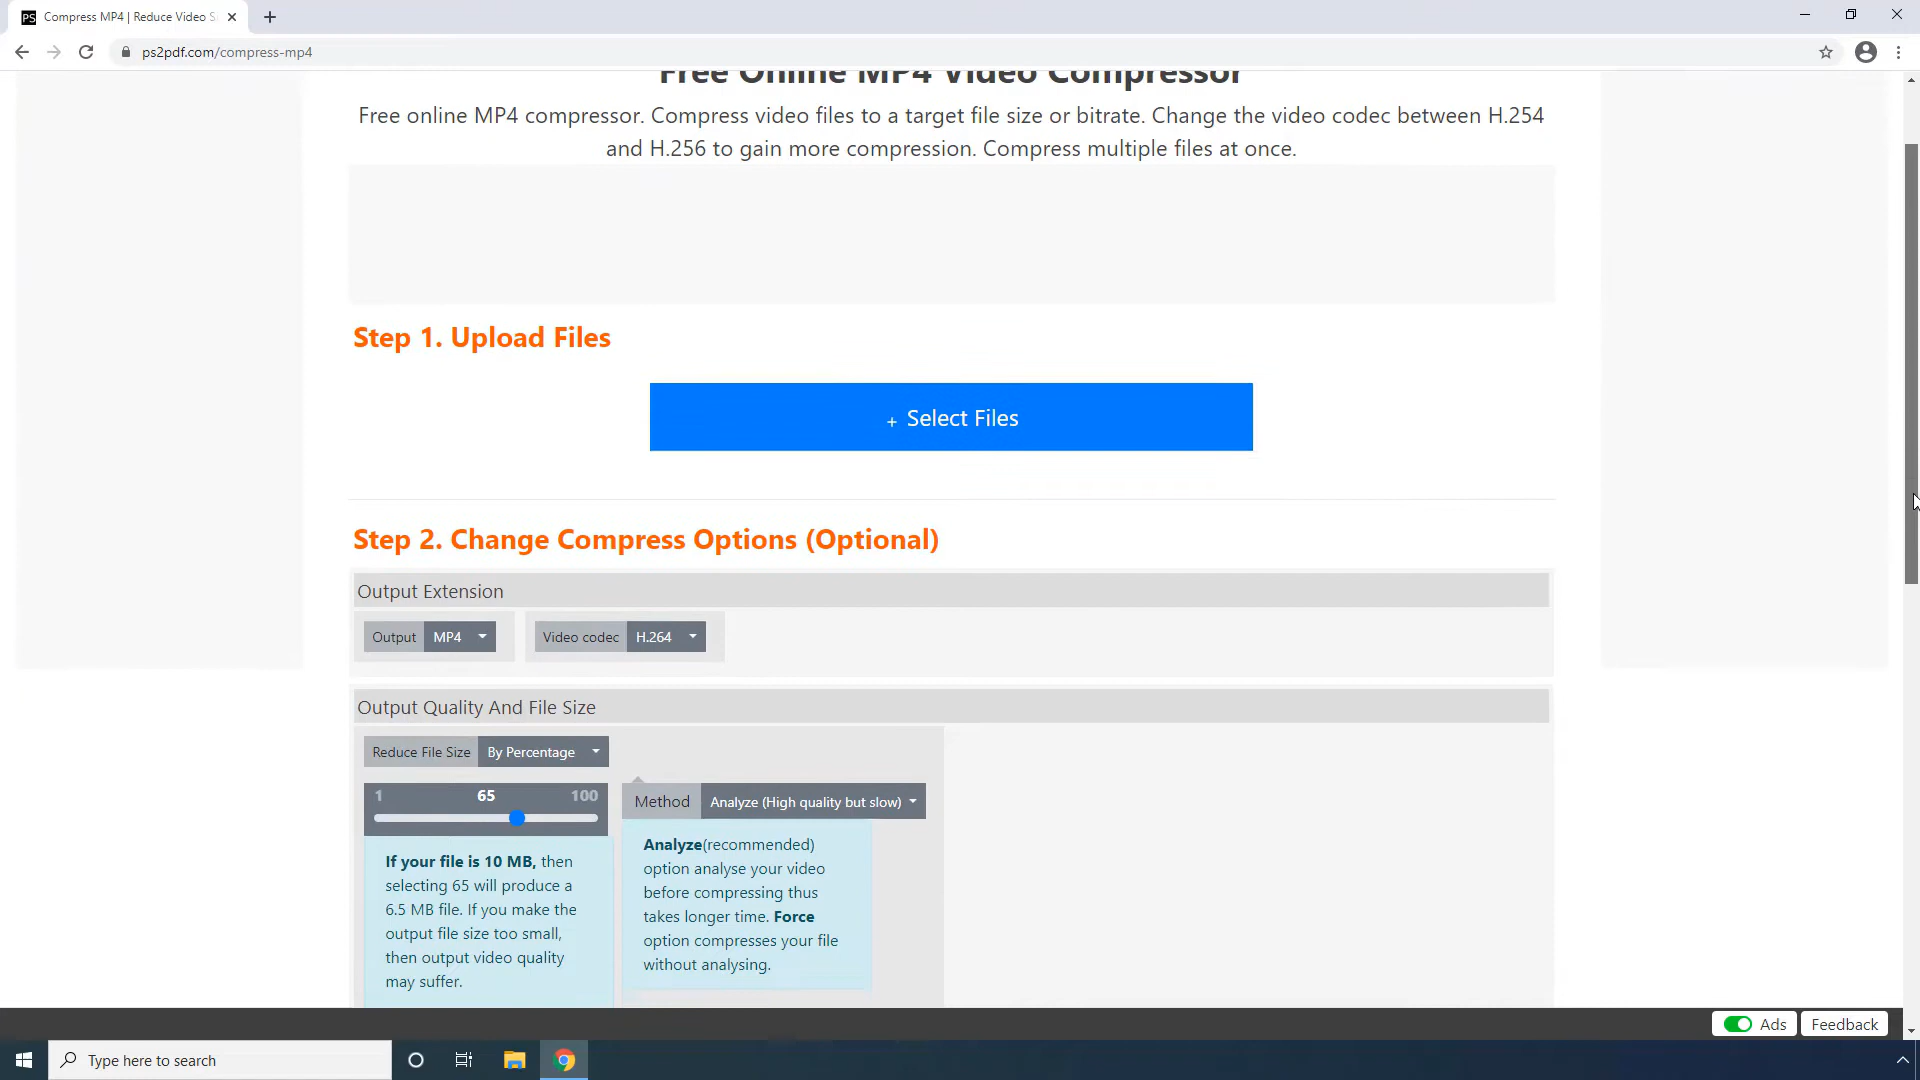 PS
Compress MP4 | Reduce Video S
ps2pdf.com/compress-mp4
Free Online MP4 Video Compressor
Free online MP4 compressor. Compress video files to a target file size or bitrate. Change the video codec between H.254
and H.256 to gain more compression. Compress multiple files at once.
Step 1. Upload Files
+ Select Files
Step 2. Change Compress Options (Optional)
Output Extension
Output MP4
Video codec H.264
Output Quality And File Size
Reduce File Size By Percentage
1 65 100
Method Analyze (High quality but slow)
If your file is 10 MB, then
selecting 65 will produce a
6.5 MB file. If you make the
output file size too small,
then output video quality
may suffer.
Analyze(recommended)
option analyse your video
before compressing thus
takes longer time. Force
option compresses your file
without analysing.
Ads
Feedback
Type here to search